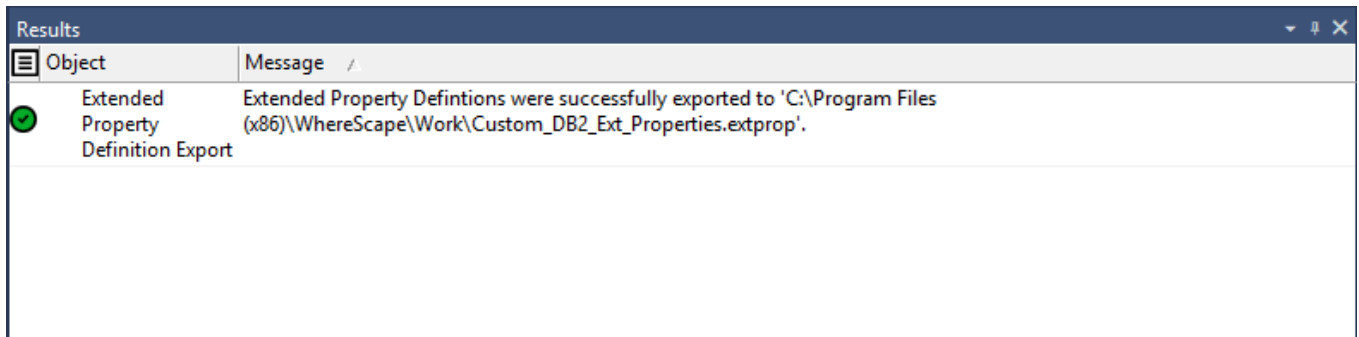 Results
Object Message
Extended Property Definition Export
Extended Property Defintions were successfully exported to 'C:\Program Files
(x86)\WhereScape\Work\Custom_DB2_Ext_Properties.extprop'.